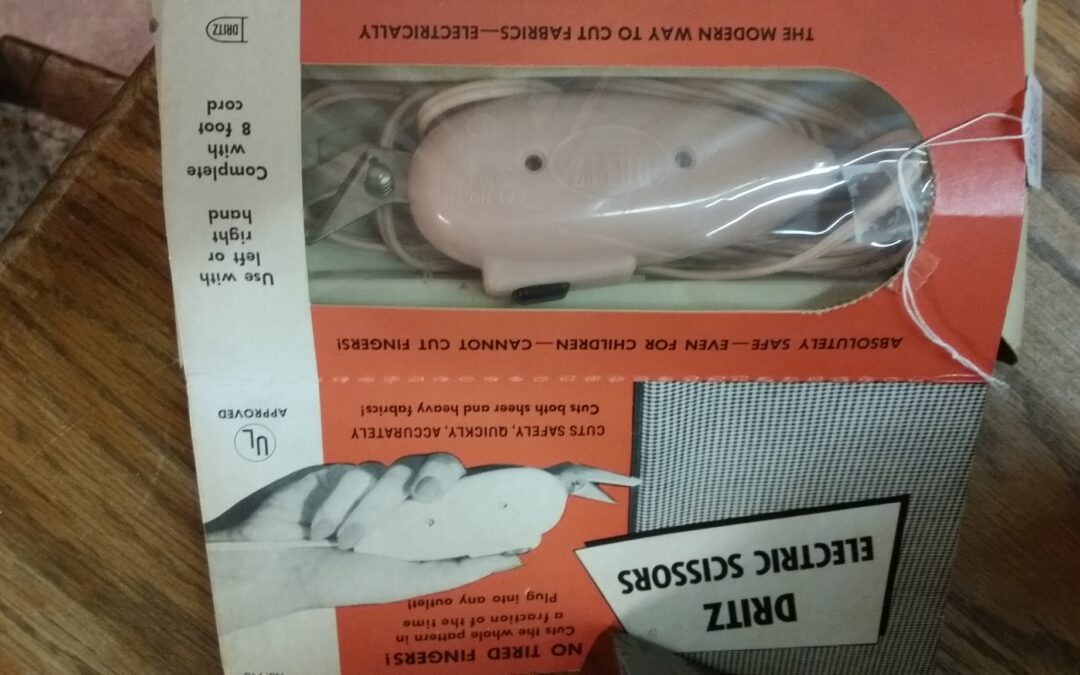 NO TIRED FINGERS!
Cuts the whole pattern in
a fraction of the time
Plug into any outlet!
DRITZ
ELECTRIC SCISSORS
CUTS SAFELY, QUICKLY, ACCURATELY
Cuts both sheer and heavy fabrics!
UL
APPROVED
ABSOLUTELY SAFE—EVEN FOR CHILDREN—CANNOT CUT FINGERS!
THE MODERN WAY TO CUT FABRICS—ELECTRICALLY
Use with
left or
right
hand
Complete
with
8 foot
cord
DRITZ